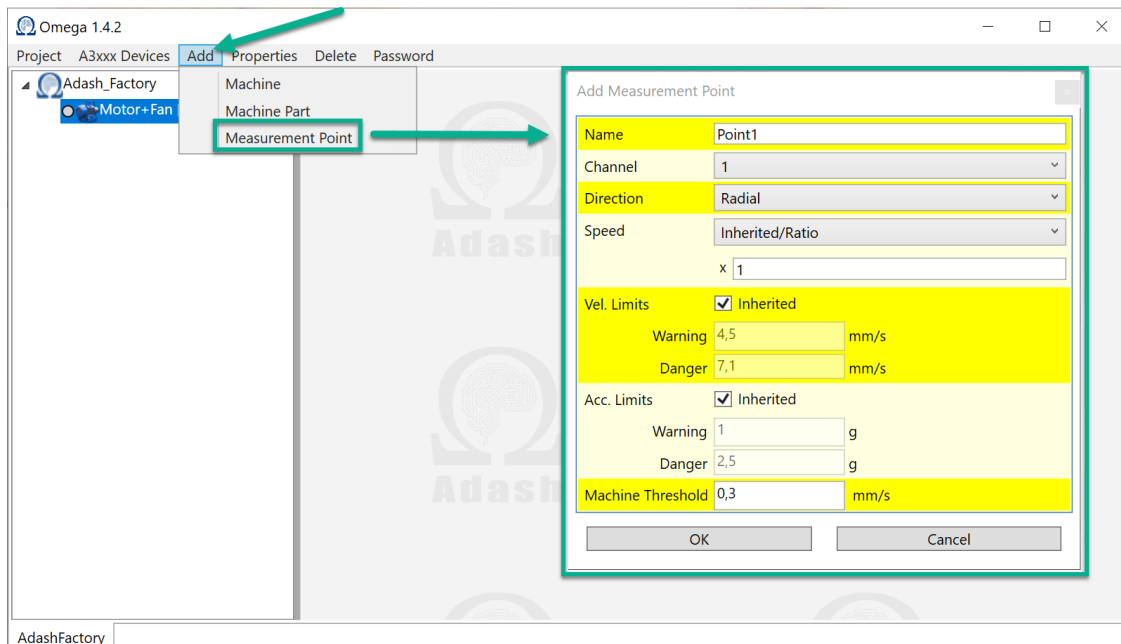 Omega 1.4.2
Project A3xxx Devices Add Properties Delete Password
Adash_Factory
Motor+Fan
Machine
Machine Part
Measurement Point
Add Measurement Point
Name Point1
Channel 1
Direction Radial
Speed Inherited/Ratio
x 1
Vel. Limits Inherited
Warning 4,5 mm/s
Danger 7,1 mm/s
Acc. Limits Inherited
Warning 1 g
Danger 2,5 g
Machine Threshold 0,3 mm/s
OK Cancel
Adash
Adash
AdashFactory